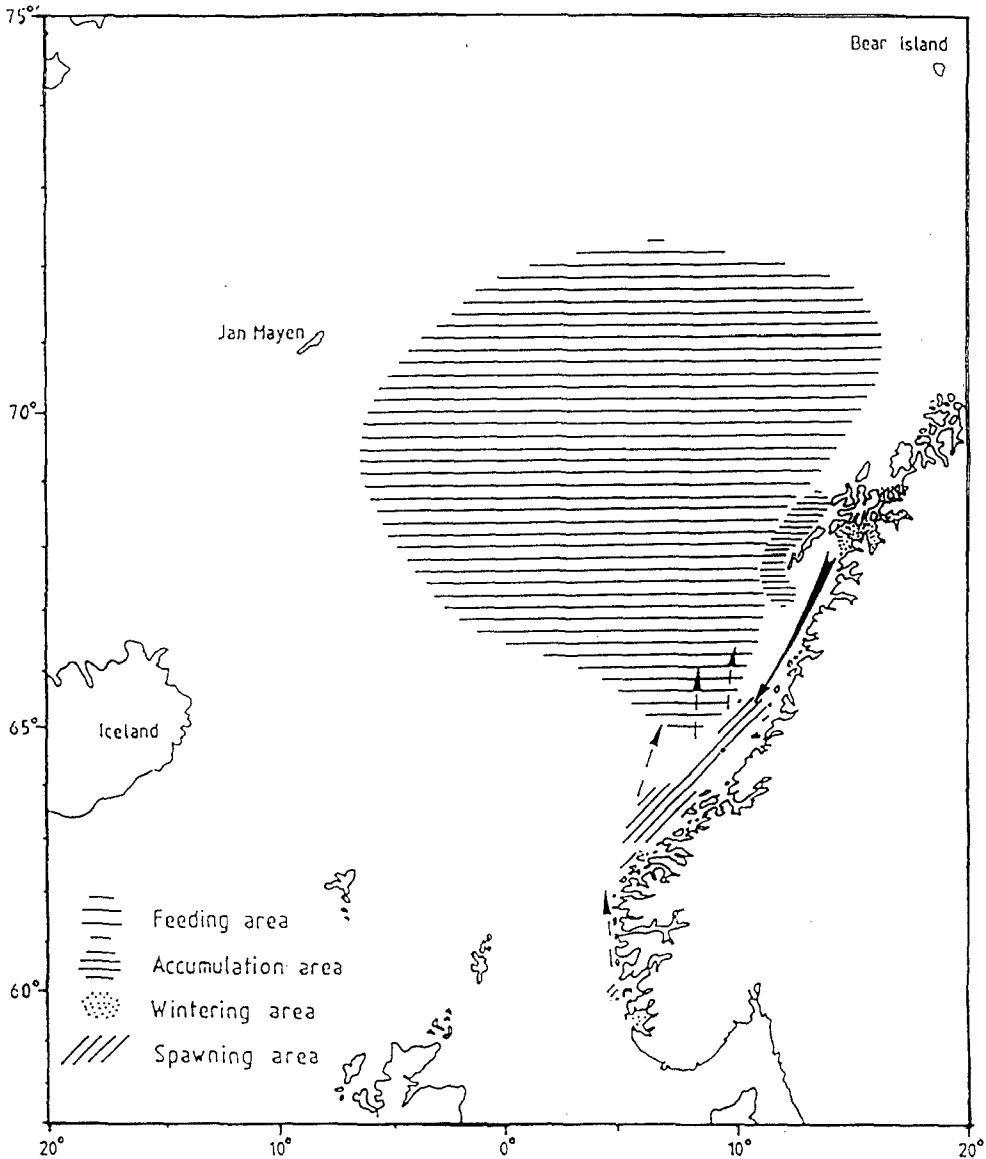 75°
Bear Island
Jan Mayen
70°
Iceland
65°
Feeding area
Accumulation area
60°
Wintering area
Spawning area
20°
10°
0°
10°
20°